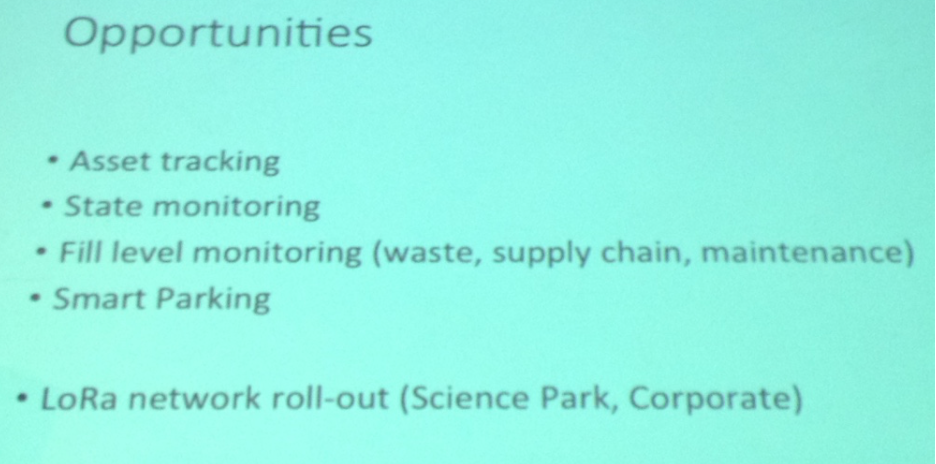 Opportunities
• Asset tracking
• State monitoring
• Fill level monitoring (waste, supply chain, maintenance)
• Smart Parking
• LoRa network roll-out (Science Park, Corporate)